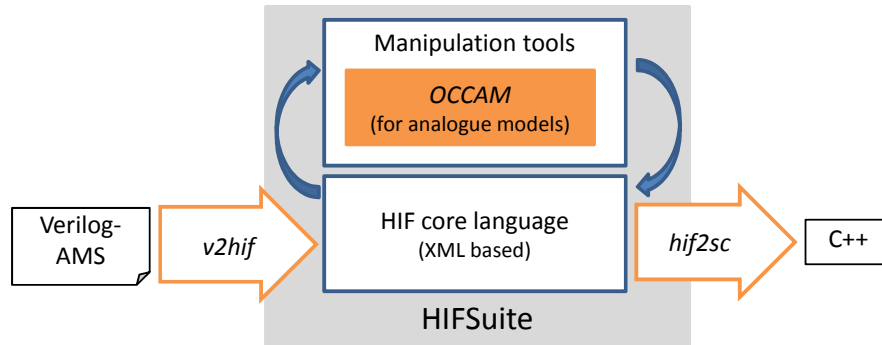 Manipulation tools
OCCAM
(for analogue models)
Verilog-
AMS
v2hif
HIF core language
(XML based)
hif2sc
C++
HIFSuite